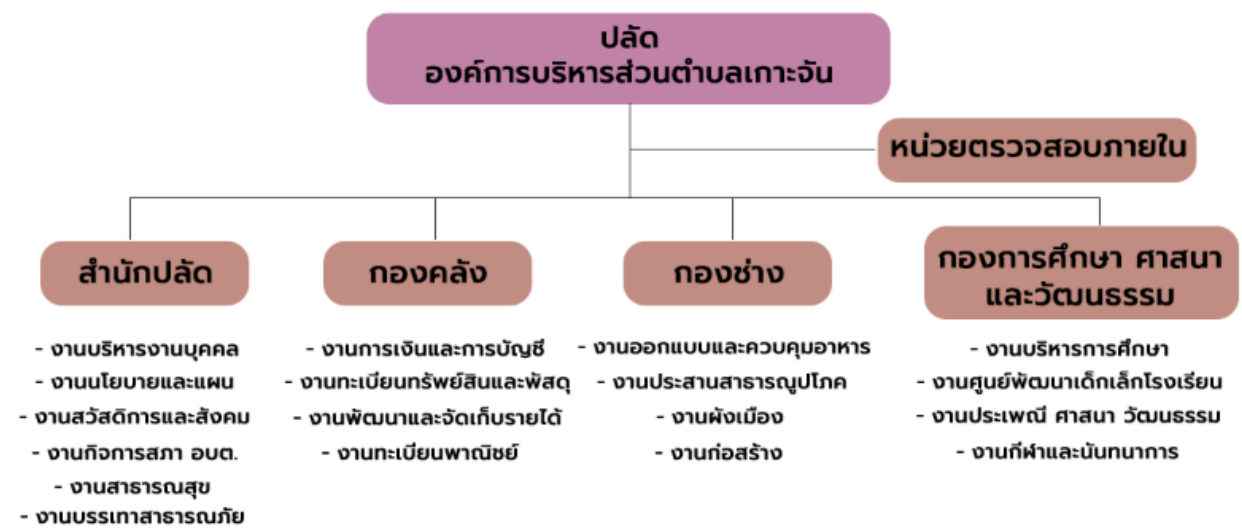 ปลัด
องค์การบริหารส่วนตำบลเกาะจัน
หน่วยตรวจสอบภายใน
สำนักปลัด
- งานบริหารงานบุคคล
- งานนโยบายและแผน
- งานสวัสดิการและสังคม
- งานกิจการสภา อบต.
- งานสาธารณสุข
- งานบรรเทาสาธารณภัย
กองคลัง
- งานการเงินและการบัญชี
- งานทะเบียนทรัพย์สินและพัสดุ
- งานพัฒนาและจัดเก็บรายได้
- งานทะเบียนพาณิชย์
กองช่าง
- งานออกแบบและควบคุมอาหาร
- งานประสานสาธารณูปโภค
- งานผังเมือง
- งานก่อสร้าง
กองการศึกษา ศาสนา
และวัฒนธรรม
- งานบริหารการศึกษา
- งานศูนย์พัฒนาเด็กเล็กโรงเรียน
- งานประเพณี ศาสนา วัฒนธรรม
- งานกีฬาและนันทนาการ